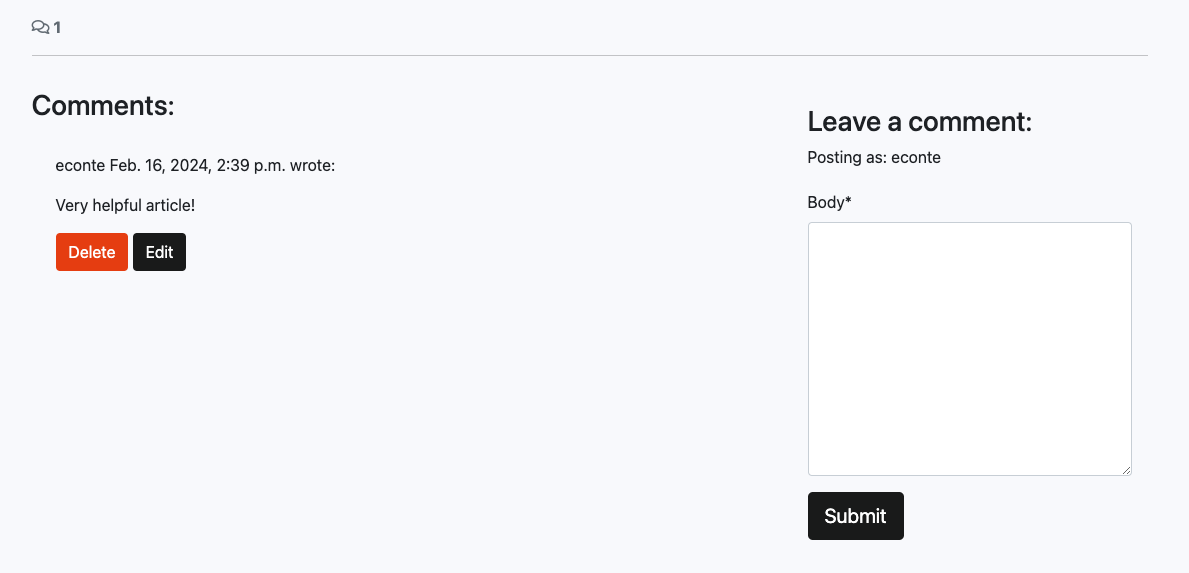 1
Comments:
econte Feb. 16, 2024, 2:39 p.m. wrote:
Very helpful article!
Delete Edit
Leave a comment:
Posting as: econte
Body*
Submit